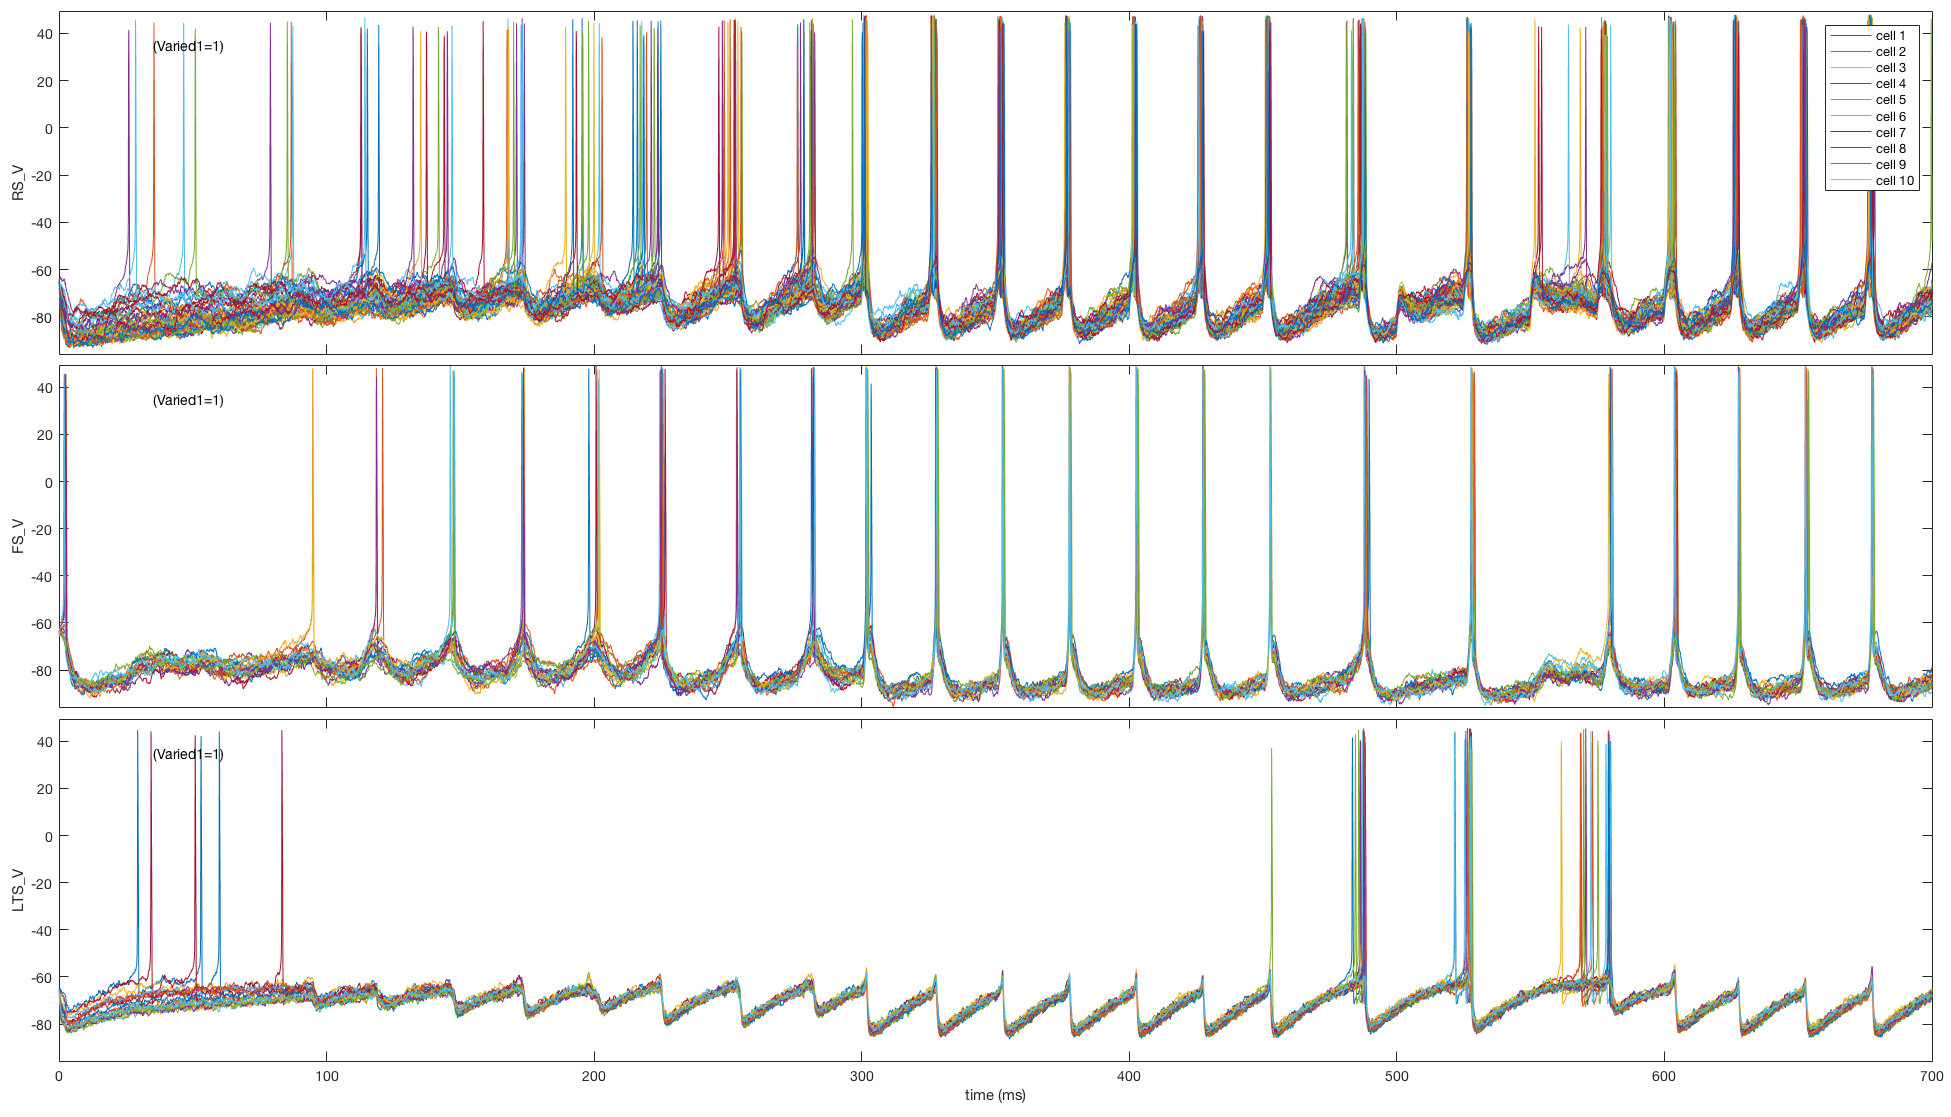 40
20
0
-20
-40
-60
-80
RS_V
(Varied1=1)
cell 1
cell 2
cell 3
cell 4
cell 5
cell 6
cell 7
cell 8
cell 9
cell 10
40
20
0
-20
-40
-60
-80
FS_V
(Varied1=1)
40
20
0
-20
-40
-60
-80
LTS_V
(Varied1=1)
0 100 200 300 400 500 600 700
time (ms)